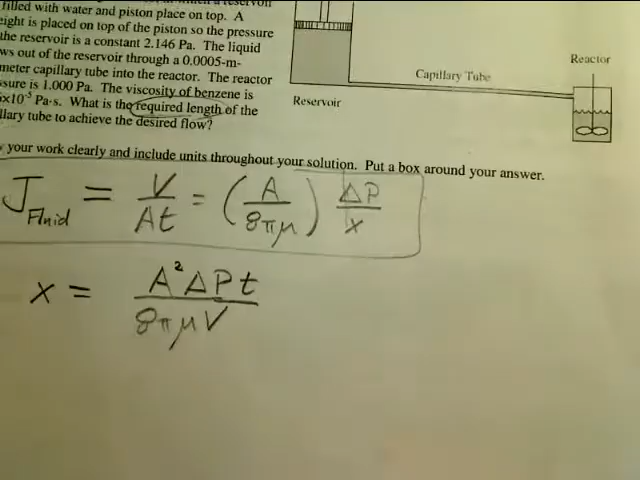 filled with water and piston place on top. A
eight is placed on top of the piston so the pressure
the reservoir is a constant 2.146 Pa. The liquid
ws out of the reservoir through a 0.0005-m-
meter capillary tube into the reactor. The reactor
ssure is 1.000 Pa. The viscosity of benzene is
x10⁻⁵ Pa·s. What is the required length of the
llary tube to achieve the desired flow?
Capillary Tube
Reactor
Reservoir
your work clearly and include units throughout your solution. Put a box around your answer.
J_Fluid = V/At = (A/8πμ) ΔP/x
x = A²ΔPt/8πμV